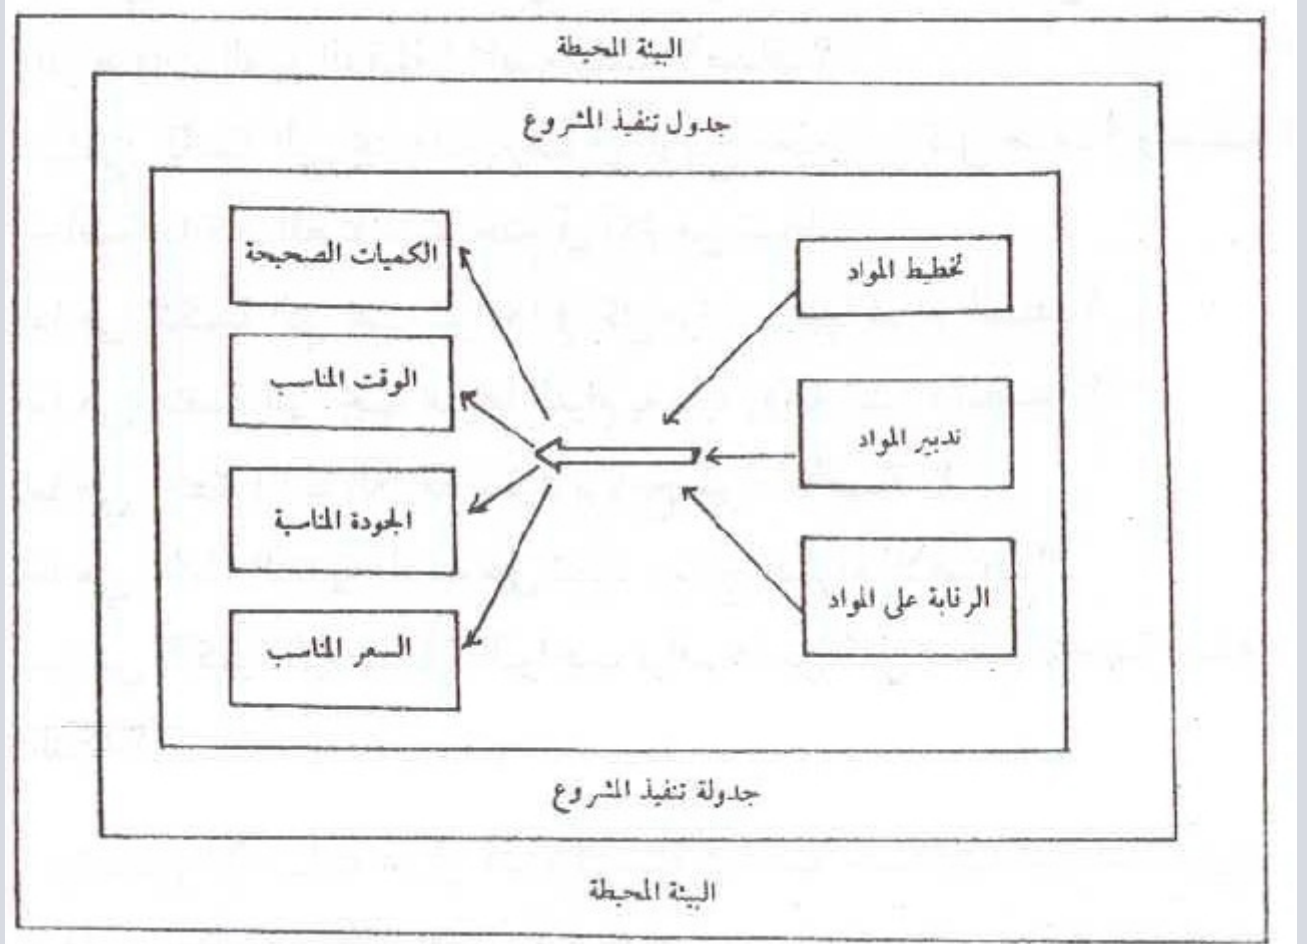 البيئة المحيطة
جدول تنفيذ المشروع
تخطيط المواد
تدبير المواد
الرقابة على المواد
الكميات الصحيحة
الوقت المناسب
الجودة المناسبة
السعر المناسب
جدولة تنفيذ المشروع
البيئة المحيطة